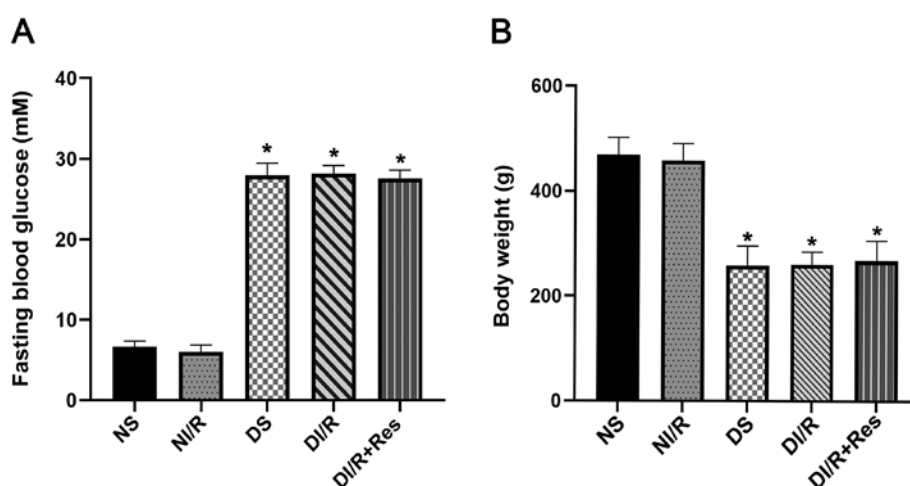 A
Fasting blood glucose (mM)
40
30
20
10
0
*
*
*
NS
NI/R
DS
DI/R
DI/R+Res
B
Body weight (g)
600
400
200
0
*
*
*
NS
NI/R
DS
DI/R
DI/R+Res